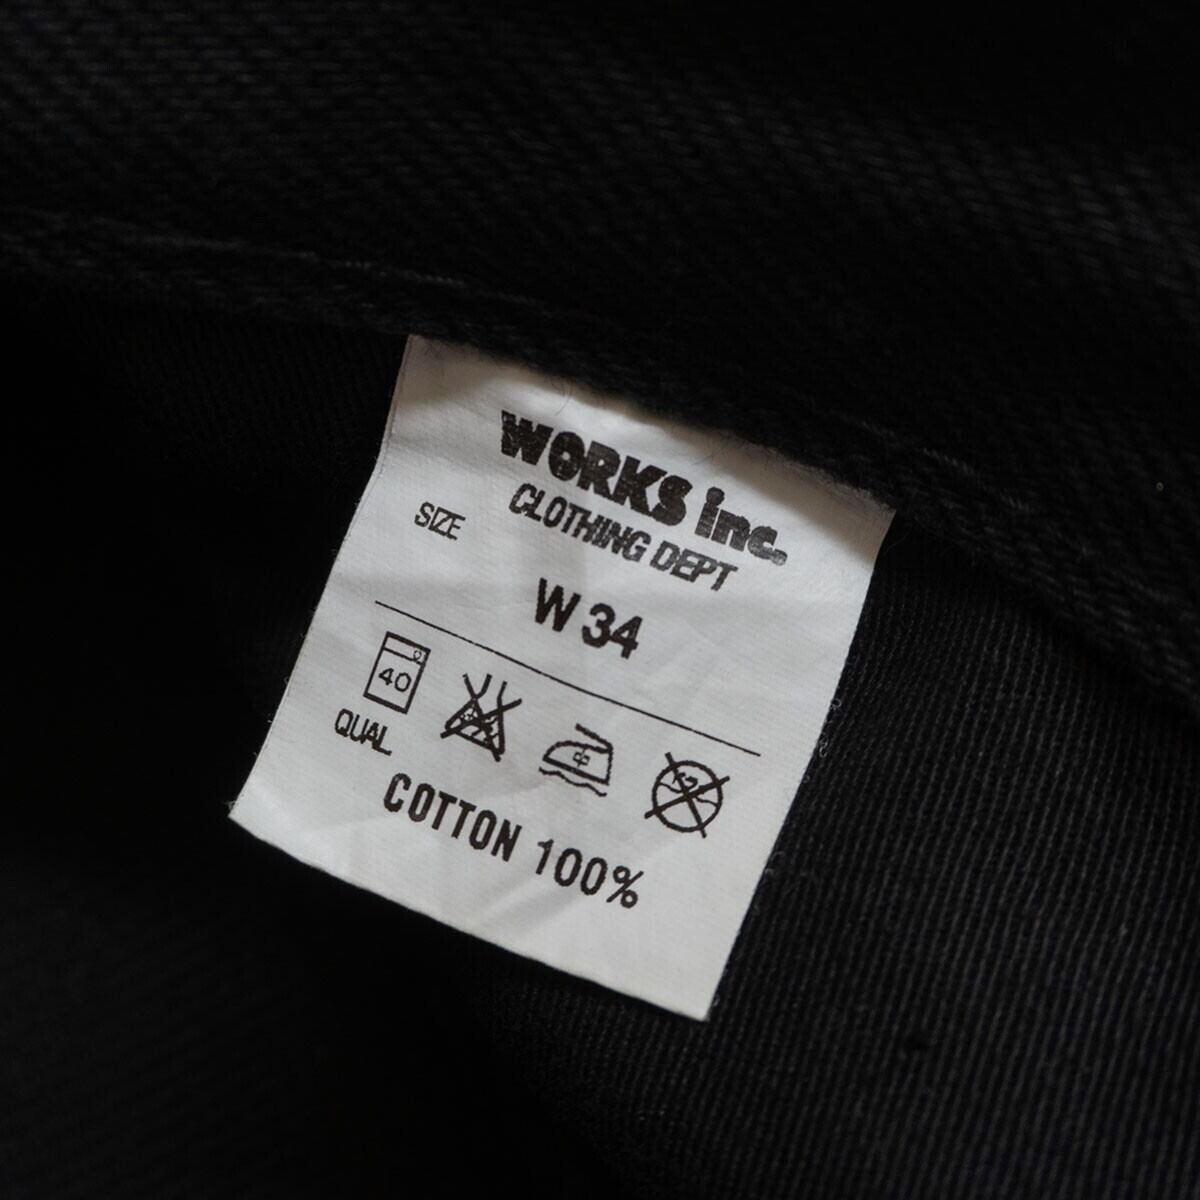 WORKS inc.
CLOTHING DEPT
SIZE
W 34
40
QUAL
COTTON 100%